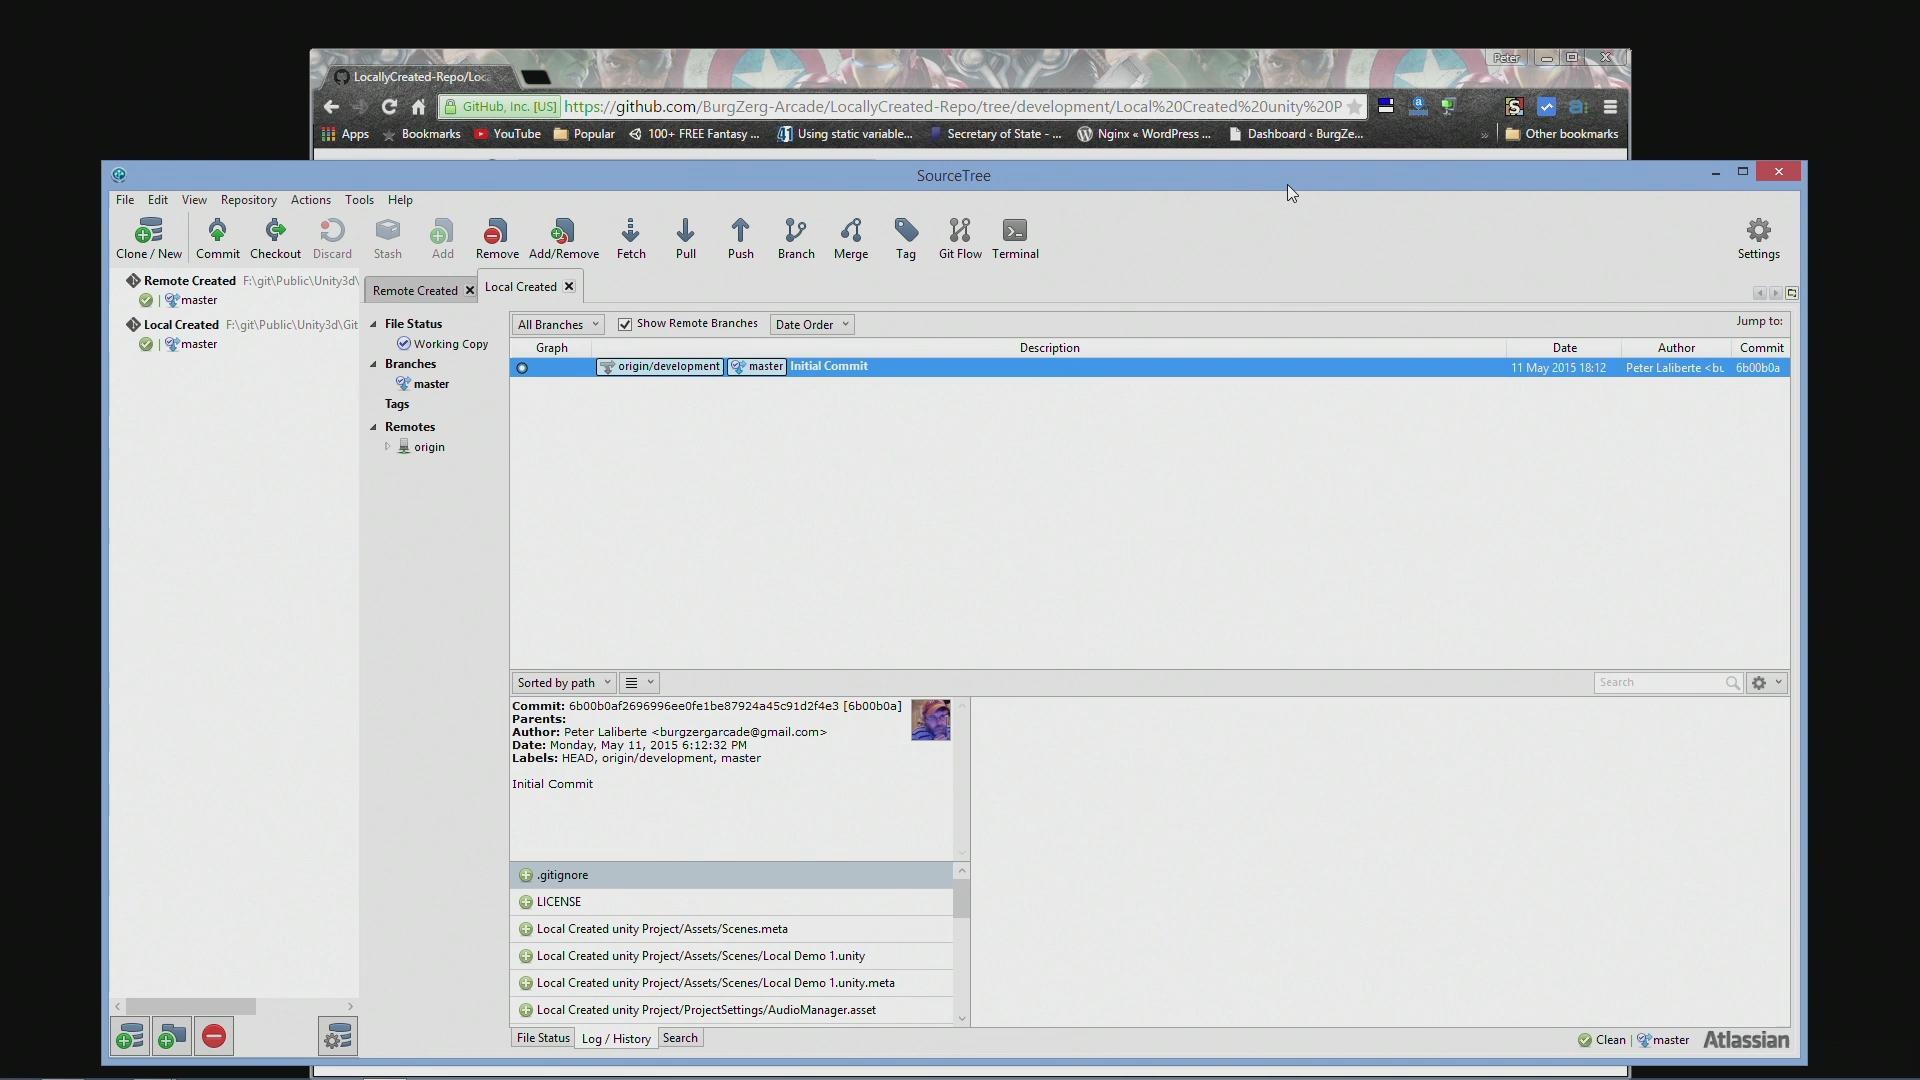 LocallyCreated-Repo/Loc
Peter
GitHub, Inc. [US] https://github.com/BurgZerg-Arcade/LocallyCreated-Repo/tree/development/Local%20Created%20unity%20P
Apps Bookmarks YouTube Popular 100+ FREE Fantasy ... Using static variable... Secretary of State - ... Nginx « WordPress ... Dashboard ‹ BurgZe... » Other bookmarks
SourceTree
File Edit View Repository Actions Tools Help
Clone / New Commit Checkout Discard Stash Add Remove Add/Remove Fetch Pull Push Branch Merge Tag Git Flow Terminal Settings
Remote Created F:\git\Public\Unity3d\
master
Local Created F:\git\Public\Unity3d\Git
master
Remote Created
Local Created
File Status
Working Copy
Branches
master
Tags
Remotes
origin
All Branches Show Remote Branches Date Order Jump to:
Graph Description Date Author Commit
origin/development master Initial Commit 11 May 2015 18:12 Peter Laliberte <bu 6b00b0a
Sorted by path Search
Commit: 6b00b0af2696996ee0fe1be87924a45c91d2f4e3 [6b00b0a]
Parents:
Author: Peter Laliberte <burgzergarcade@gmail.com>
Date: Monday, May 11, 2015 6:12:32 PM
Labels: HEAD, origin/development, master
Initial Commit
.gitignore
LICENSE
Local Created unity Project/Assets/Scenes.meta
Local Created unity Project/Assets/Scenes/Local Demo 1.unity
Local Created unity Project/Assets/Scenes/Local Demo 1.unity.meta
Local Created unity Project/ProjectSettings/AudioManager.asset
File Status Log / History Search
Clean master Atlassian